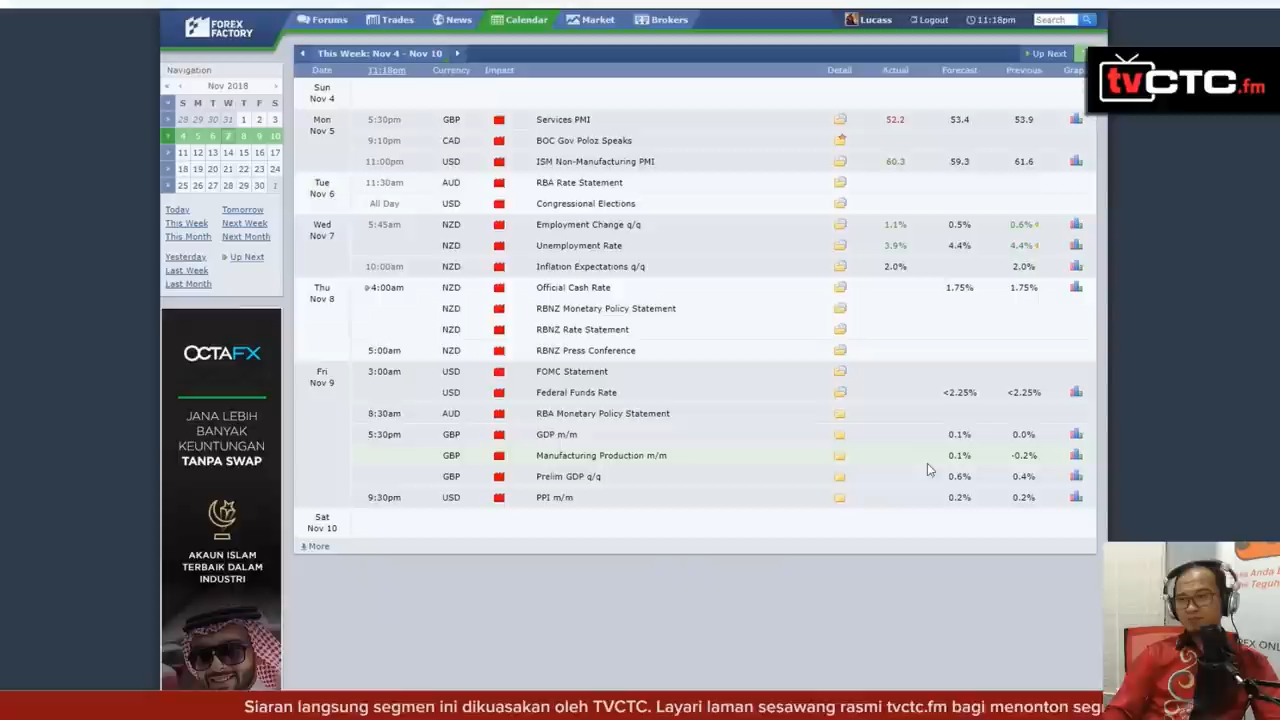 FOREX FACTORY
Forums Trades News Calendar Market Brokers Lucass Logout 11:18pm Search
This Week: Nov 4 - Nov 10 Up Next
Date 11:18pm Currency Impact Detail Actual Forecast Previous Grap
Sun Nov 4
Mon Nov 5 5:30pm GBP Services PMI 52.2 53.4 53.9
9:10pm CAD BOC Gov Poloz Speaks
11:00pm USD ISM Non-Manufacturing PMI 60.3 59.3 61.6
Tue Nov 6 11:30am AUD RBA Rate Statement
All Day USD Congressional Elections
Wed Nov 7 5:45am NZD Employment Change q/q 1.1% 0.5% 0.6%
NZD Unemployment Rate 3.9% 4.4% 4.4%
10:00am NZD Inflation Expectations q/q 2.0% 2.0%
Thu Nov 8 4:00am NZD Official Cash Rate 1.75% 1.75%
NZD RBNZ Monetary Policy Statement
NZD RBNZ Rate Statement
5:00am NZD RBNZ Press Conference
Fri Nov 9 3:00am USD FOMC Statement
USD Federal Funds Rate <2.25% <2.25%
8:30am AUD RBA Monetary Policy Statement
5:30pm GBP GDP m/m 0.1% 0.0%
GBP Manufacturing Production m/m 0.1% -0.2%
GBP Prelim GDP q/q 0.6% 0.4%
9:30pm USD PPI m/m 0.2% 0.2%
Sat Nov 10
More
Navigation
« ‹ Nov 2018 ›
S M T W T F S
28 29 30 31 1 2 3
4 5 6 7 8 9 10
11 12 13 14 15 16 17
18 19 20 21 22 23 24
25 26 27 28 29 30 1
Today Tomorrow
This Week Next Week
This Month Next Month
Yesterday Up Next
Last Week
Last Month
OCTAFX
JANA LEBIH
BANYAK
KEUNTUNGAN
TANPA SWAP
AKAUN ISLAM
TERBAIK DALAM
INDUSTRI
tvCTC.fm
Anda
Teguh
REX ONL
Siaran langsung segmen ini dikuasakan oleh TVCTC. Layari laman sesawang rasmi tvctc.fm bagi menonton seg